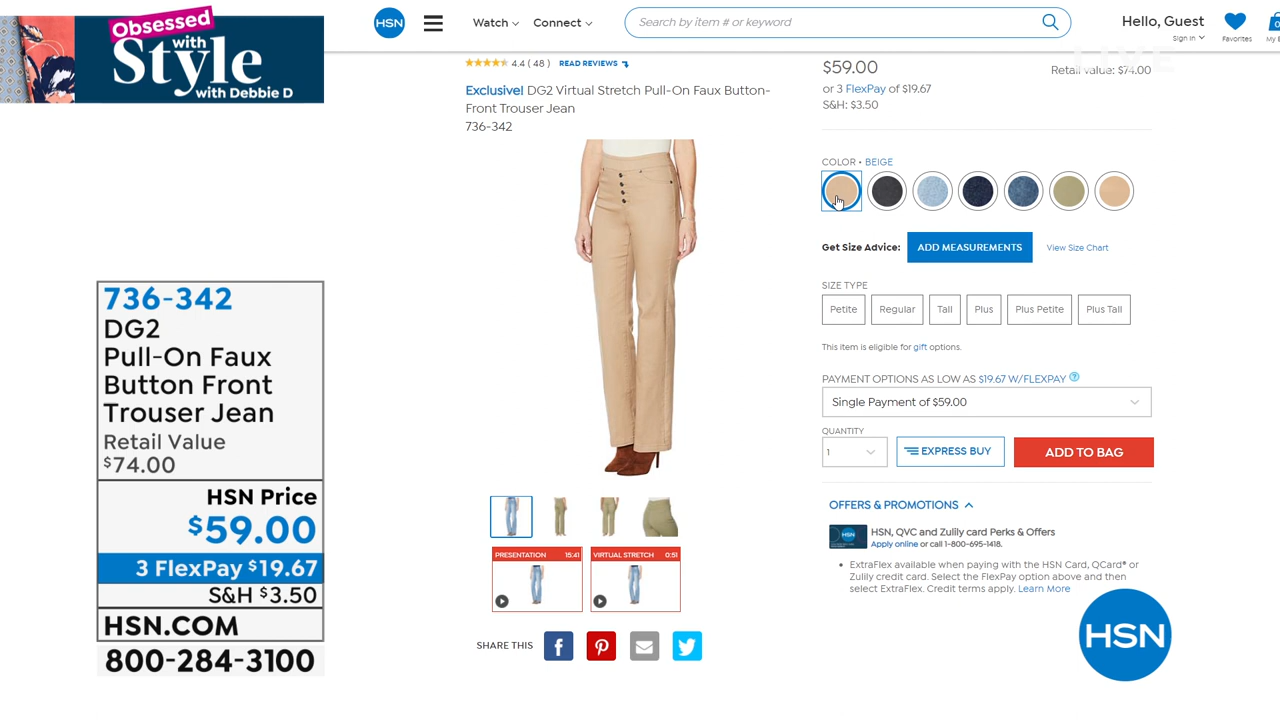 Obsessed
with
Style
with Debbie D
HSN
Watch
Connect
Search by item # or keyword
Hello, Guest
Sign In
Favorites
0
LIVE
4.4 ( 48 )
READ REVIEWS
Exclusive! DG2 Virtual Stretch Pull-On Faux Button-
Front Trouser Jean
736-342
$59.00
Retail Value: $74.00
or 3 FlexPay of $19.67
S&H: $3.50
COLOR • BEIGE
Get Size Advice:
ADD MEASUREMENTS
View Size Chart
SIZE TYPE
Petite
Regular
Tall
Plus
Plus Petite
Plus Tall
This item is eligible for gift options.
PAYMENT OPTIONS AS LOW AS $19.67 W/FLEXPAY ?
Single Payment of $59.00
QUANTITY
1
EXPRESS BUY
ADD TO BAG
OFFERS & PROMOTIONS
HSN
HSN, QVC and Zulily card Perks & Offers
Apply online or call 1-800-695-1418.
• ExtraFlex available when paying with the HSN Card, QCard® or
Zulily credit card. Select the FlexPay option above and then
select ExtraFlex. Credit terms apply. Learn More
PRESENTATION 15:41
VIRTUAL STRETCH 0:51
SHARE THIS
736-342
DG2
Pull-On Faux
Button Front
Trouser Jean
Retail Value
$74.00
HSN Price
$59.00
3 FlexPay $19.67
S&H $3.50
HSN.COM
800-284-3100
HSN